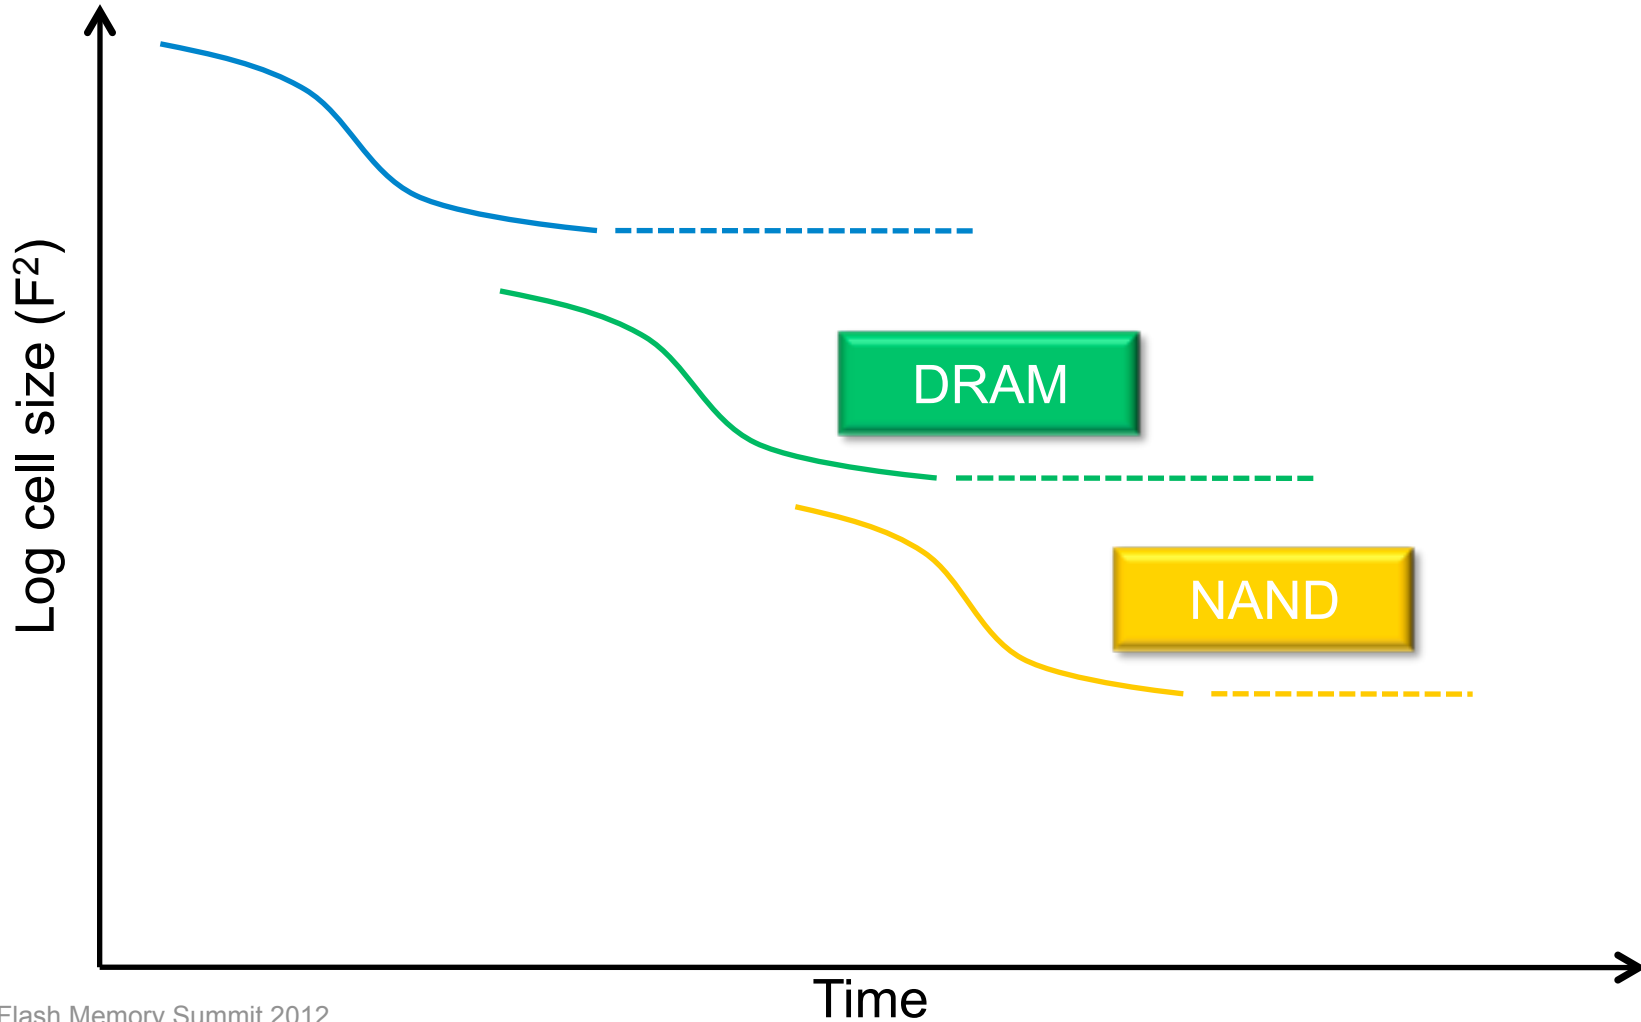 Log cell size (F²)
DRAM
NAND
Time
Flash Memory Summit 2012